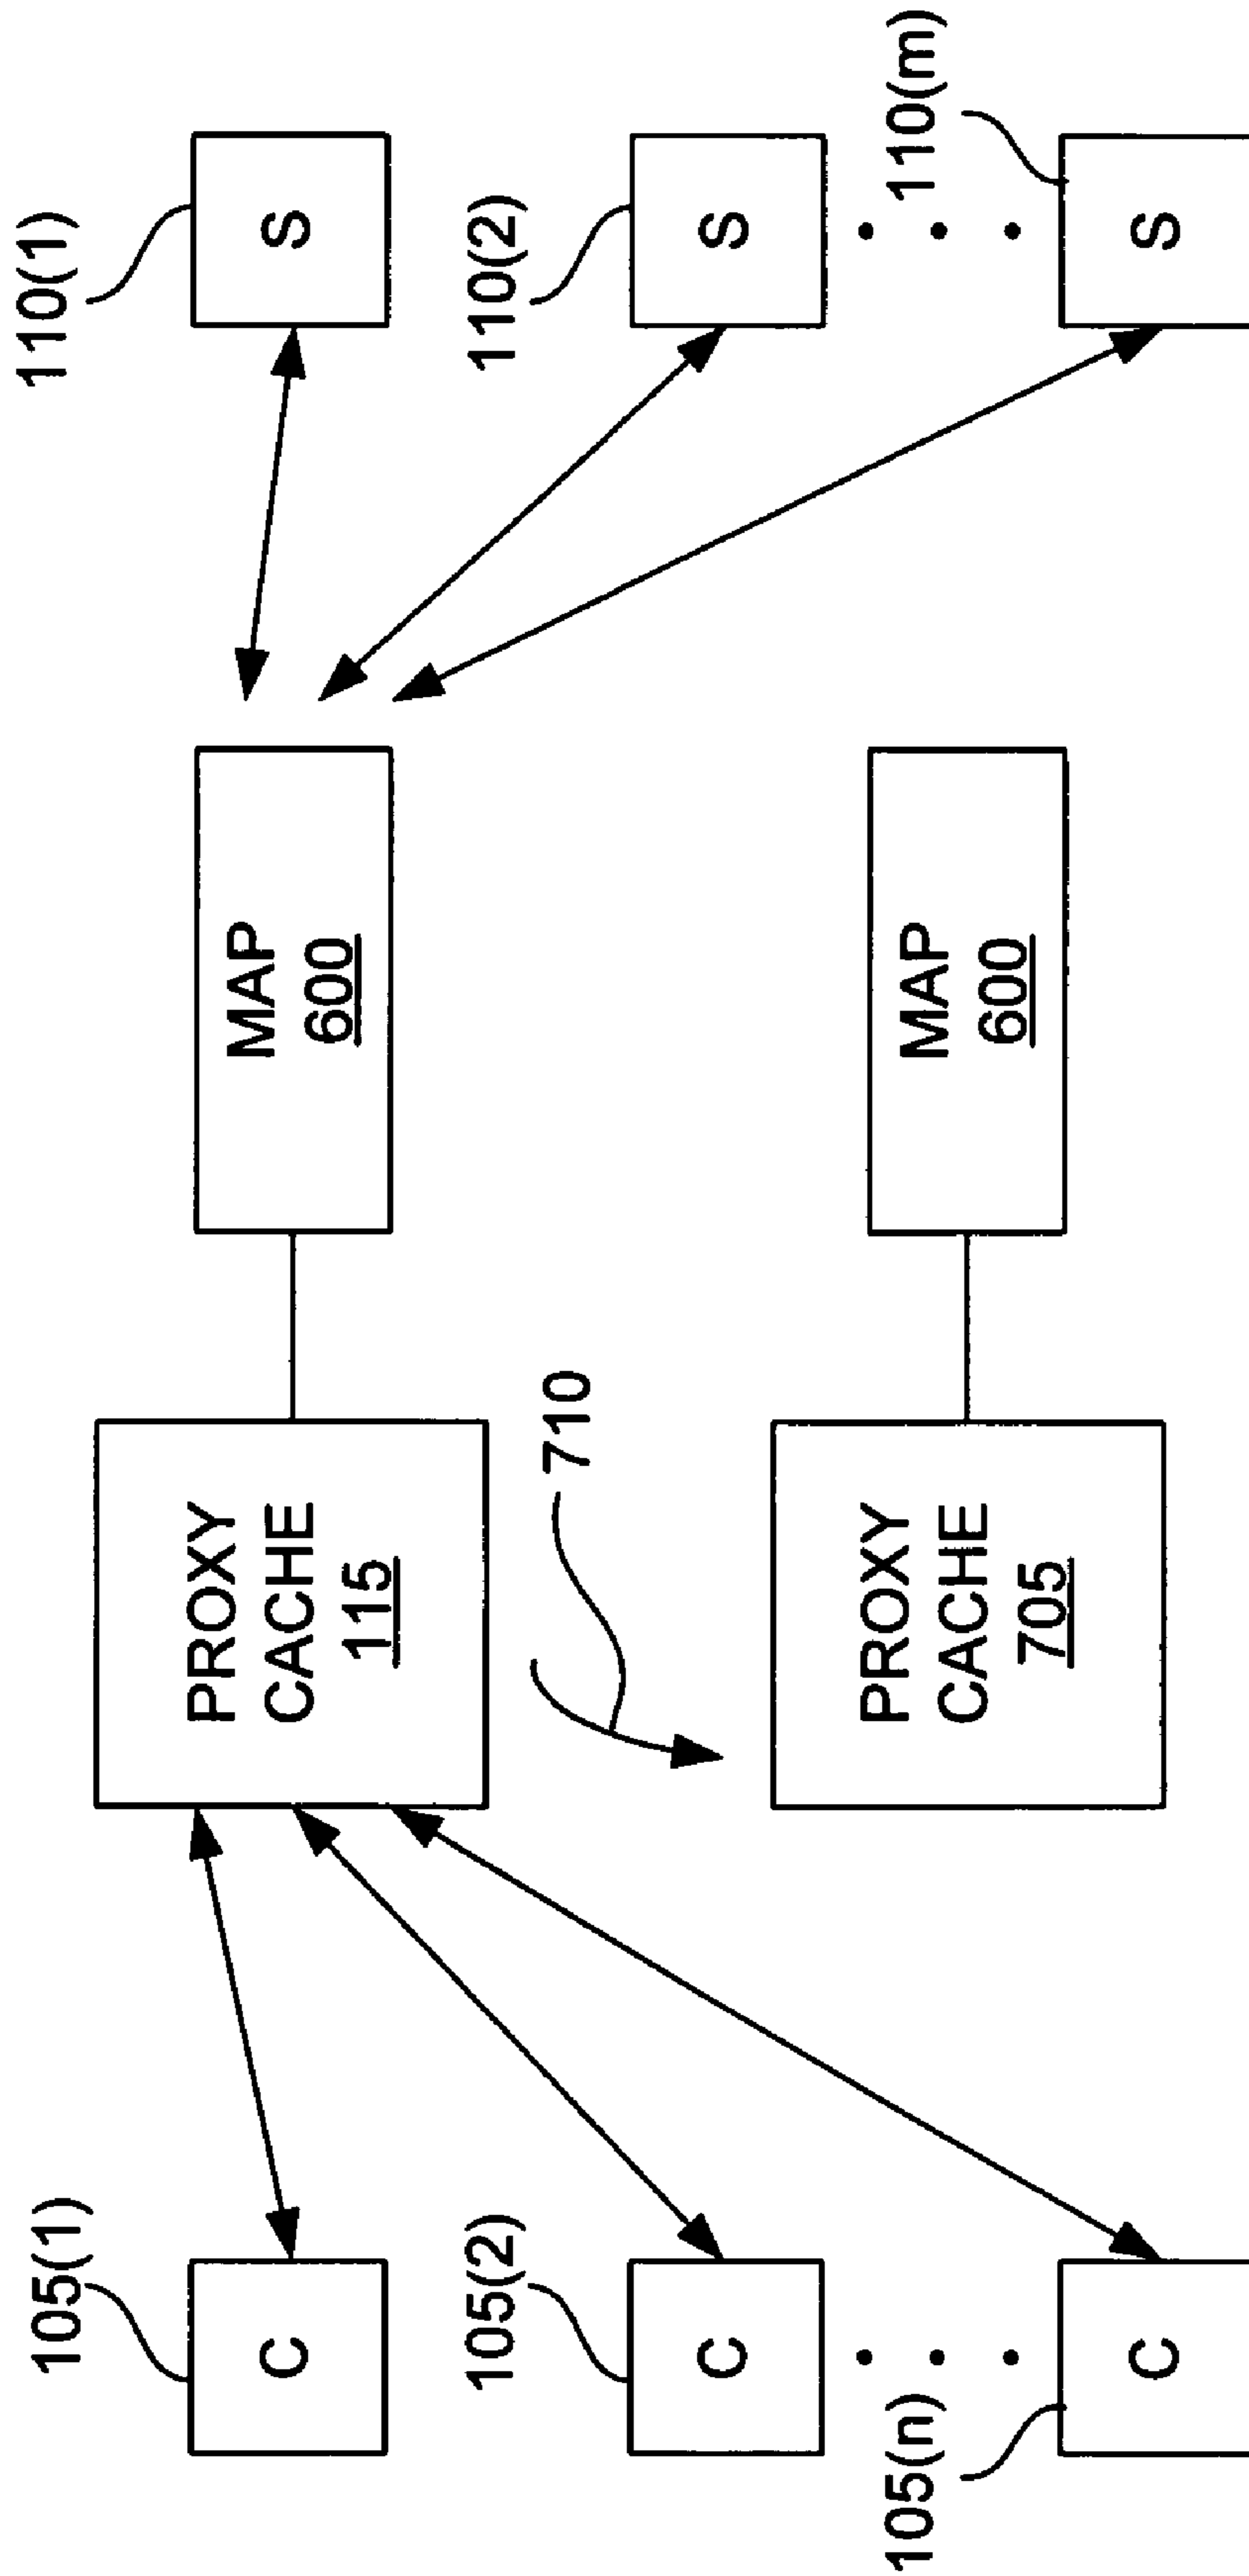 105(1)
C
105(2)
C
105(n)
C
PROXY
CACHE
115
710
PROXY
CACHE
705
MAP
600
MAP
600
110(1)
S
110(2)
S
110(m)
S